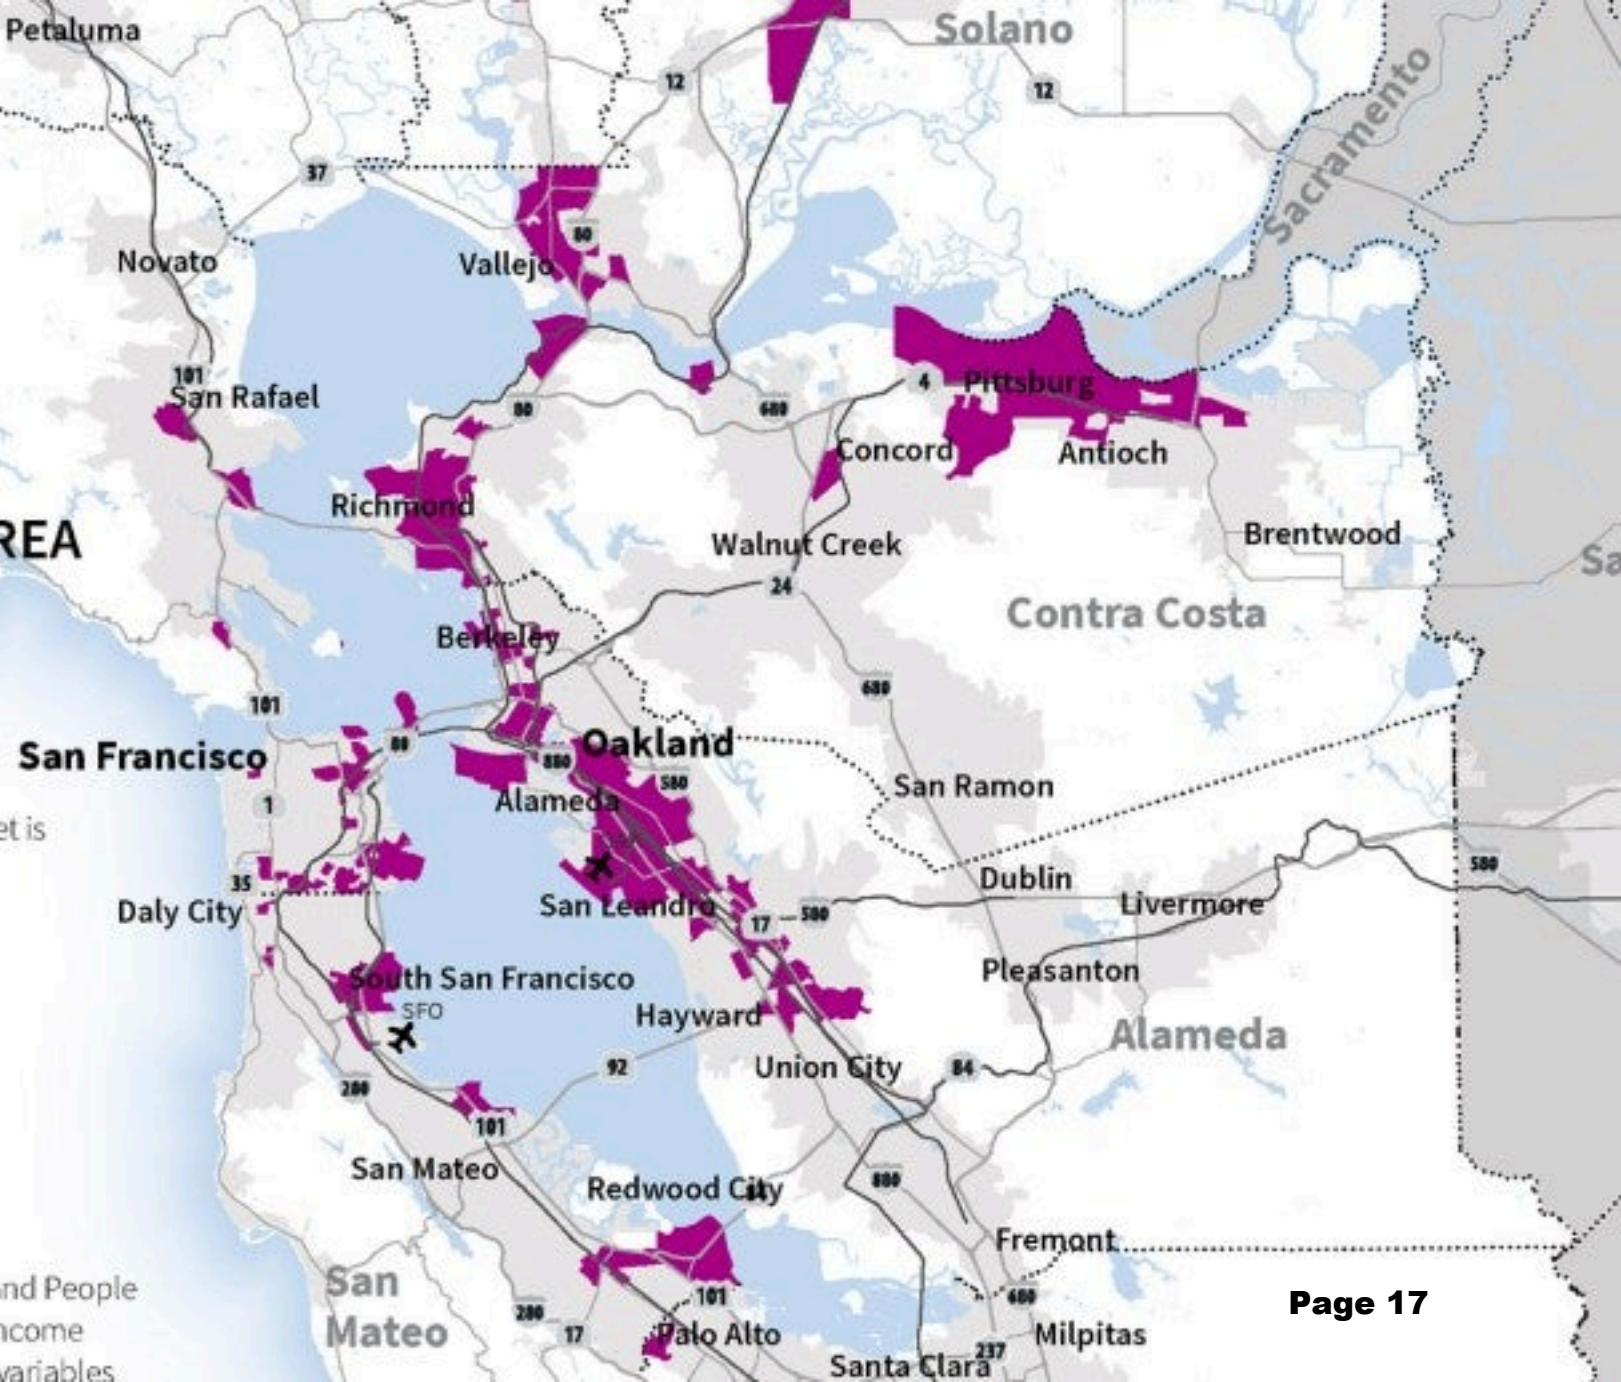 Petaluma
Solano
12
12
Sacramento
37
80
Novato
Vallejo
101
San Rafael
4
Pittsburg
80
680
Concord
Antioch
Richmond
Brentwood
REA
Walnut Creek
Sa
24
Contra Costa
Berkeley
680
101
San Francisco
80
Oakland
880
580
San Ramon
1
Alameda
et is
580
35
Dublin
Daly City
San Leandro
17
580
Livermore
South San Francisco
Pleasanton
SFO
Hayward
Alameda
92
Union City
84
280
101
San Mateo
Redwood City
880
Fremont
San
Mateo
nd People
680
Page 17
101
280
ncome
17
Palo Alto
Milpitas
237
Santa Clara
variables